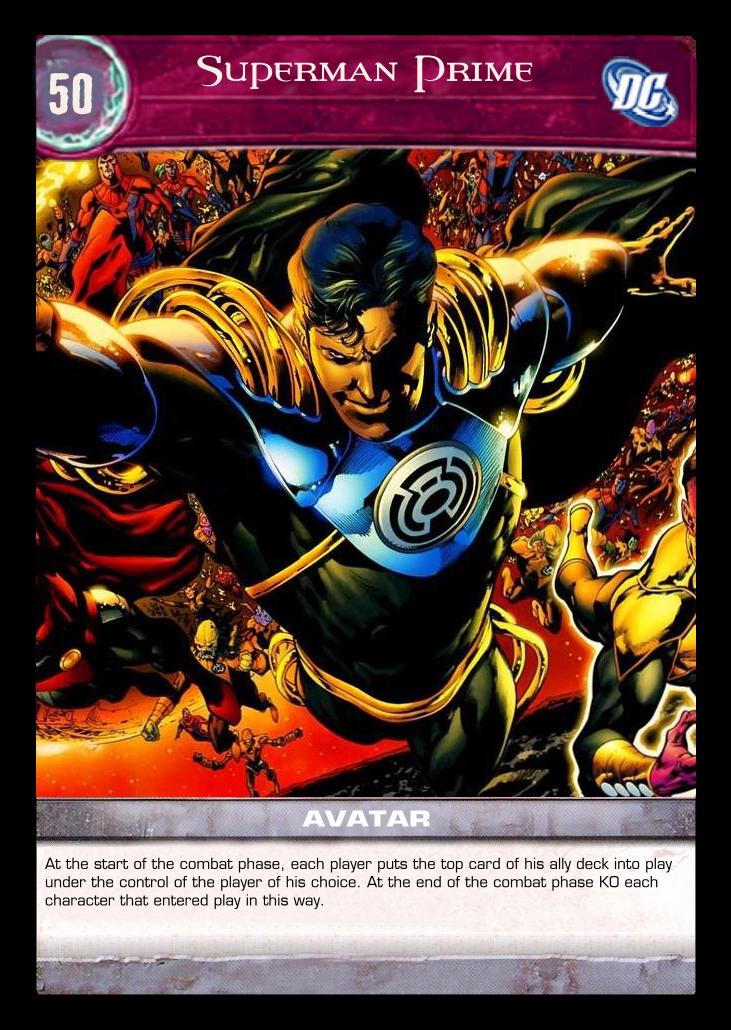 Superman Prime
50
DC
AVATAR
At the start of the combat phase, each player puts the top card of his ally deck into play
under the control of the player of his choice. At the end of the combat phase KO each
character that entered play in this way.